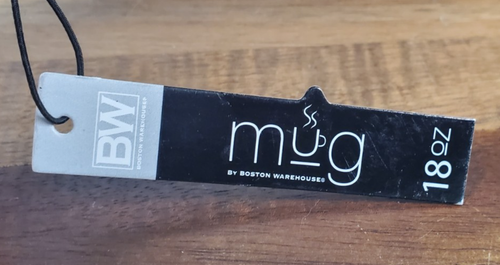 BW
BOSTON WAREHOUSE®
mug
BY BOSTON WAREHOUSE®
18 OZ